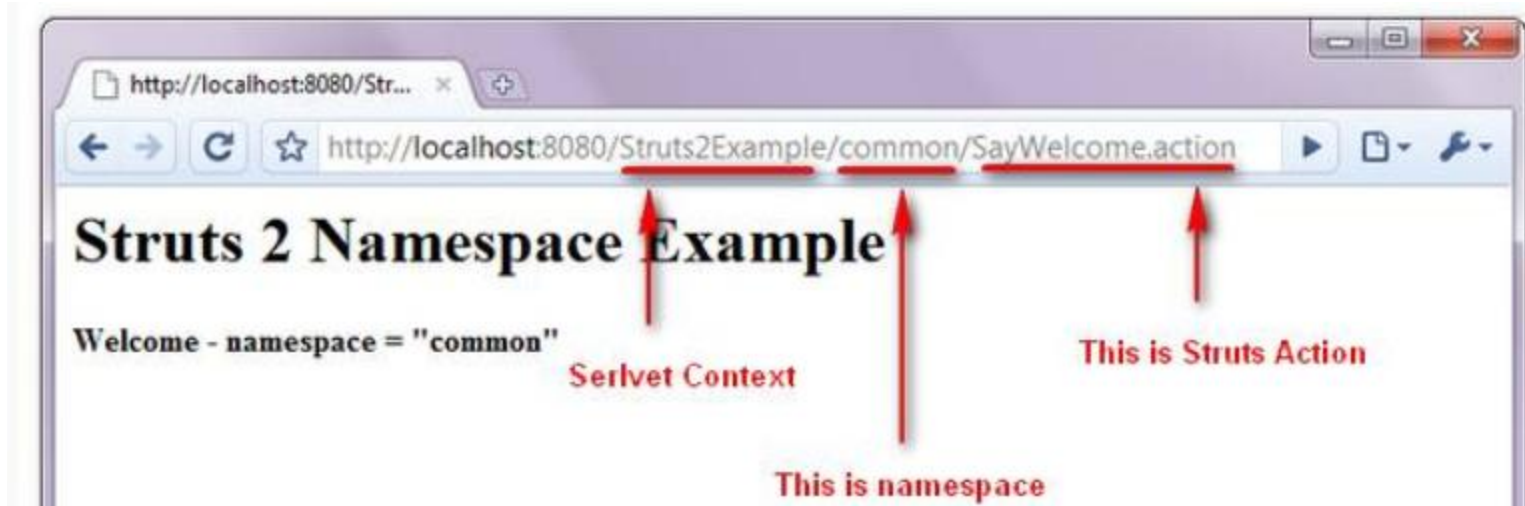 http://localhost:8080/Str...
http://localhost:8080/Struts2Example/common/SayWelcome.action
Struts 2 Namespace Example
Welcome - namespace = "common"
Serlvet Context
This is Struts Action
This is namespace